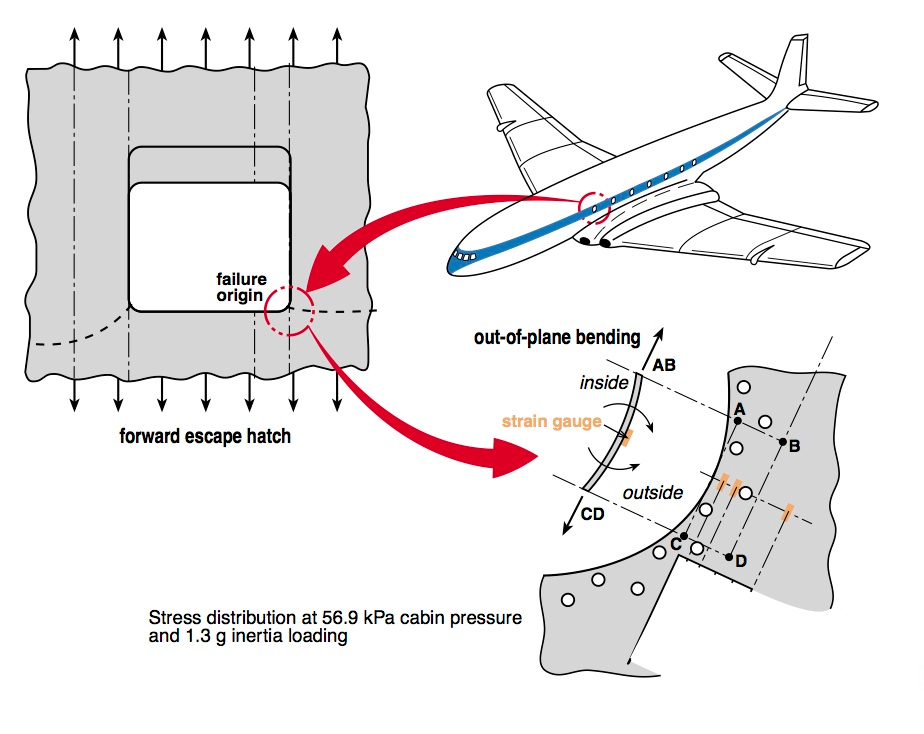 failure
origin
forward escape hatch
out-of-plane bending
AB
inside
strain gauge
outside
CD
A
B
C
D
Stress distribution at 56.9 kPa cabin pressure
and 1.3 g inertia loading